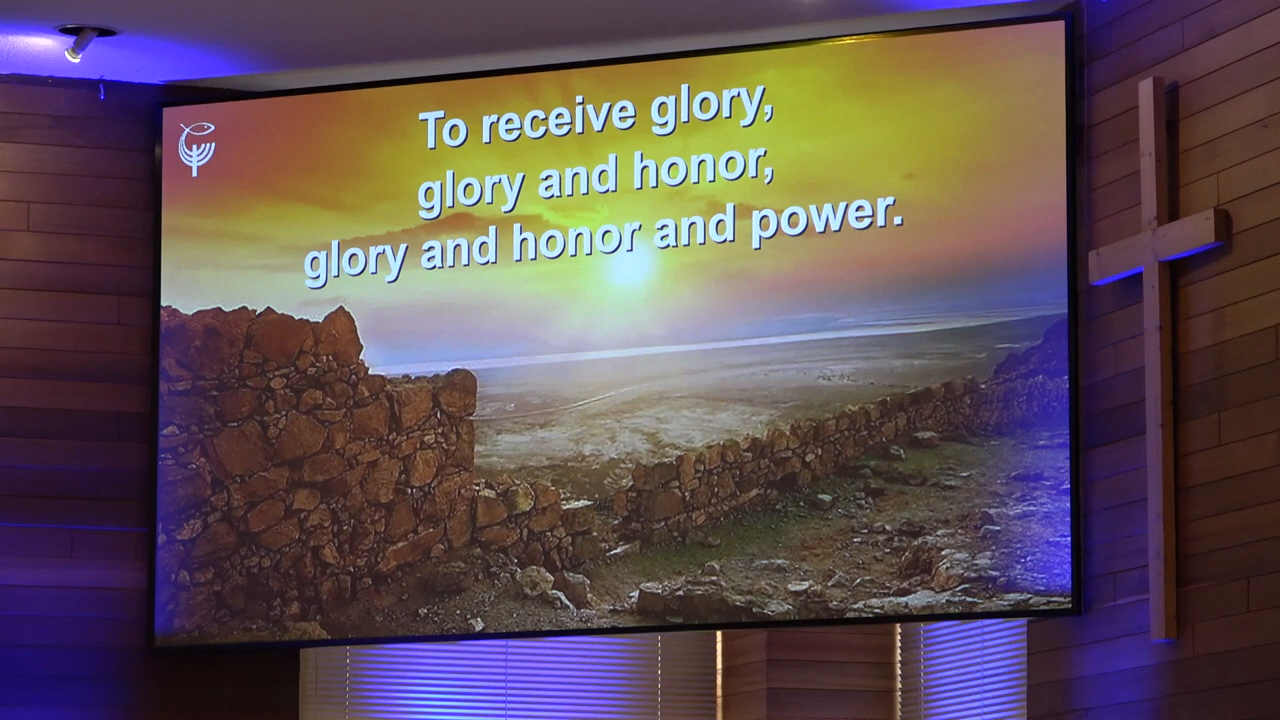 To receive glory,
glory and honor,
glory and honor and power.